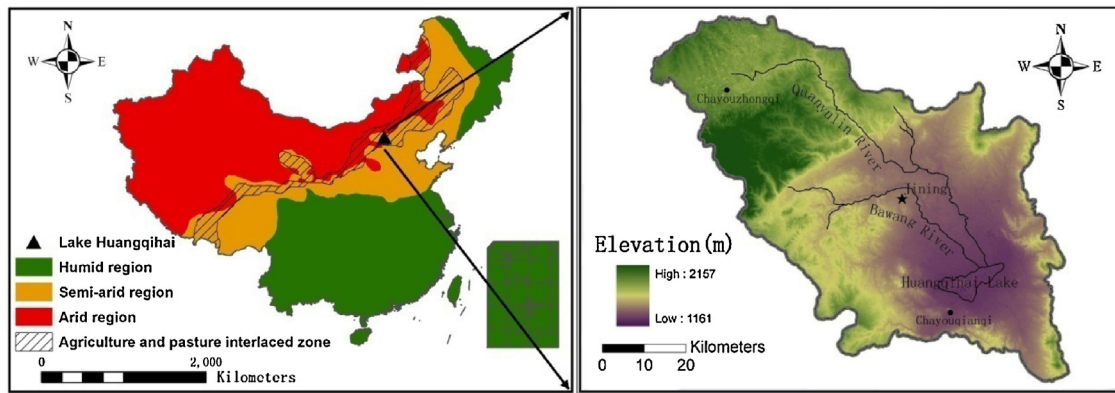 N
W E
S
Lake Huangqihai
Humid region
Semi-arid region
Arid region
Agriculture and pasture interlaced zone
0 2,000
Kilometers
N
W E
S
Chayouzhongqi
Quanyulin River
Jining
Bawang River
Elevation(m)
High : 2157
Low : 1161
Huangqihai Lake
Chayouqianqi
Kilometers
0 10 20